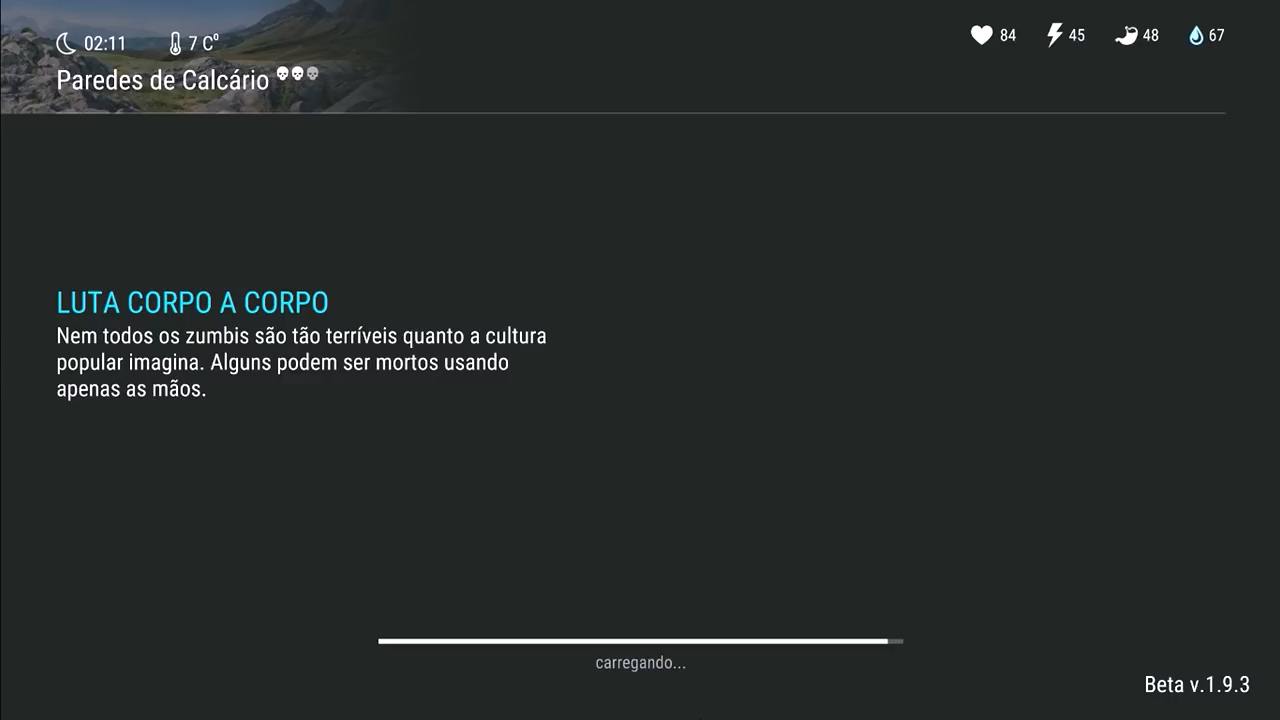 02:11 7 C⁰
84 45 48 67
Paredes de Calcário
LUTA CORPO A CORPO
Nem todos os zumbis são tão terríveis quanto a cultura
popular imagina. Alguns podem ser mortos usando
apenas as mãos.
carregando...
Beta v.1.9.3